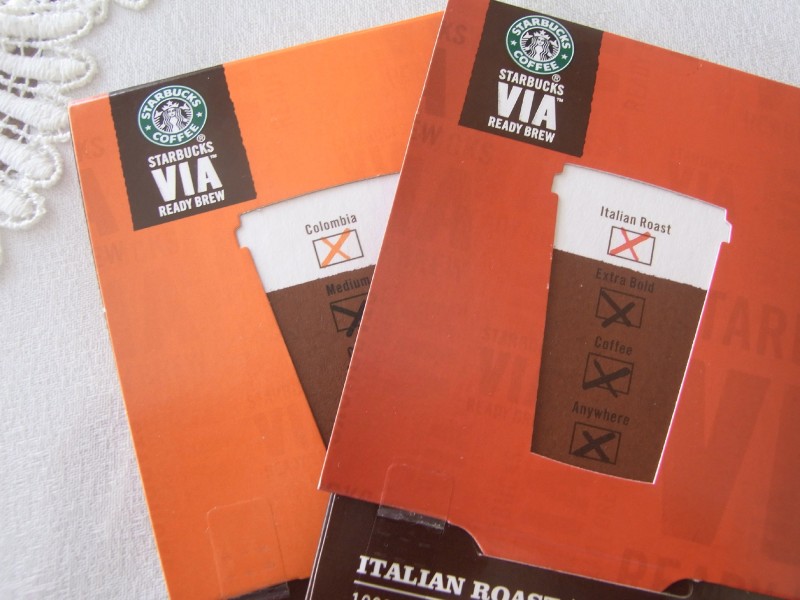 STARBUCKS
COFFEE
®
STARBUCKS
VIA
READY BREW
Colombia
Medium
STARBUCKS
COFFEE
STARBUCKS
VIA™
READY BREW
Italian Roast
Extra Bold
Coffee
Anywhere
ITALIAN ROAST